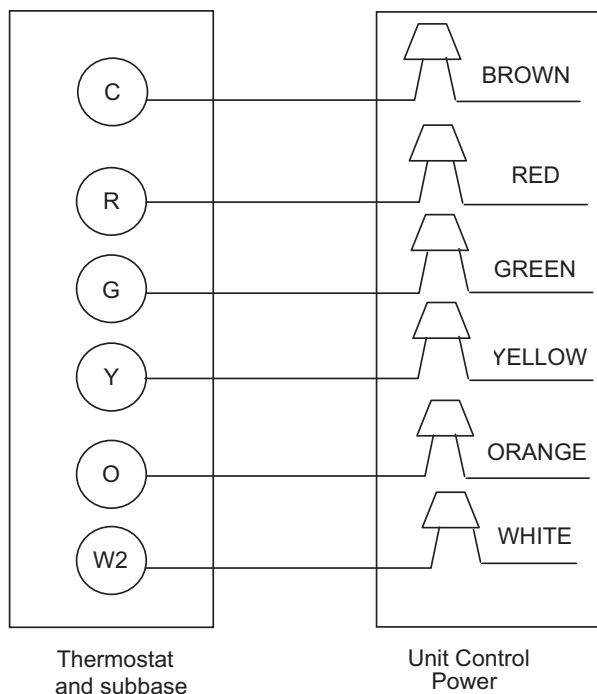 C
BROWN
R
RED
G
GREEN
Y
YELLOW
O
ORANGE
W2
WHITE
Thermostat
and subbase
Unit Control
Power